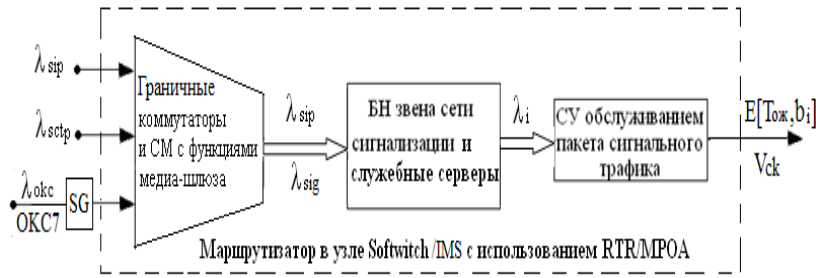 λsip
λsctp
λокс
ОКС7
SG
Граничные
коммутаторы
и СМ с функциями
медиа-шлюза
λsip
λsig
БН звена сети
сигнализации и
служебные серверы
λi
СУ обслуживанием
пакета сигнального
трафика
E[Tож,bi]
Vck
Маршрутизатор в узле Softwitch /IMS с использованием RTR/MPOA